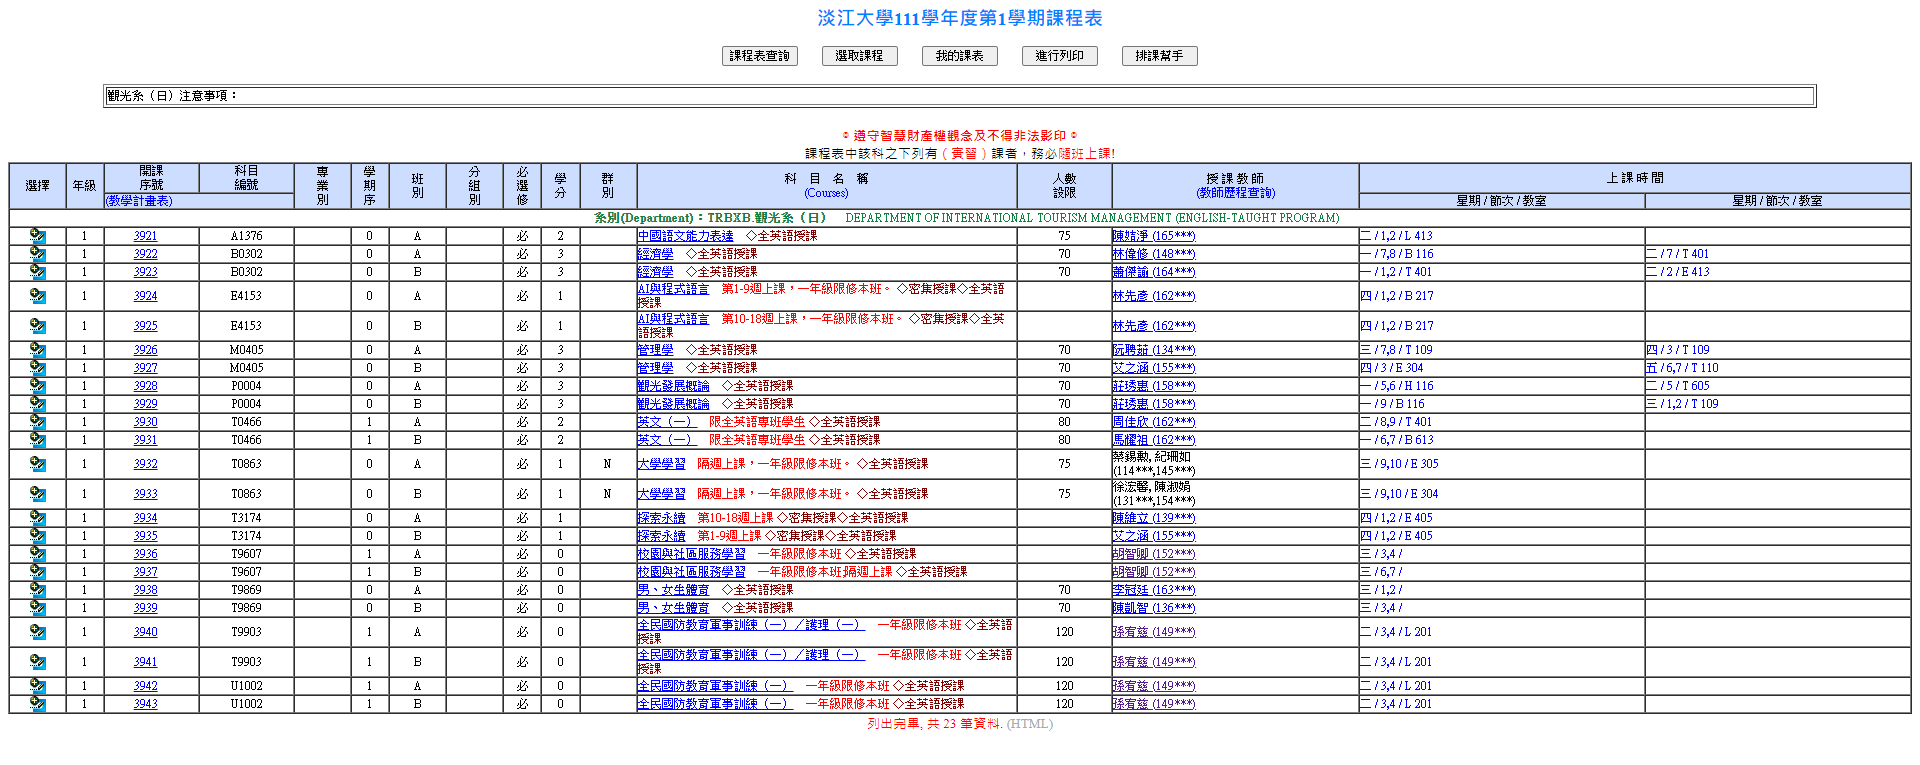 淡江大學111學年度第1學期課程表
課程表查詢 選取課程 我的課表 進行列印 排課幫手
觀光系（日）注意事項：
。遵守智慧財產權觀念及不得非法影印。
課程表中該科之下列有（實習）課者，務必隨班上課!
選擇 年級 開課序號 科目編號 專業別 學期序 班別 分組別 必選修 學分 群別 科 目 名 稱 (Courses) 人數設限 授 課 教 師 (教師歷程查詢) 上 課 時 間
(教學計畫表) 星期 / 節次 / 教室 星期 / 節次 / 教室
系別(Department)：TRBXB.觀光系（日） DEPARTMENT OF INTERNATIONAL TOURISM MANAGEMENT (ENGLISH-TAUGHT PROGRAM)
1 3921 A1376 0 A 必 2 中國語文能力表達 ◇全英語授課 75 陳婧淨 (165***) 二 / 1,2 / L 413
1 3922 B0302 0 A 必 3 經濟學 ◇全英語授課 70 林偉修 (148***) 一 / 7,8 / B 116 二 / 7 / T 401
1 3923 B0302 0 B 必 3 經濟學 ◇全英語授課 70 蕭傑諭 (164***) 一 / 1,2 / T 401 二 / 2 / E 413
1 3924 E4153 0 A 必 1 AI與程式語言 第1-9週上課，一年級限修本班。 ◇密集授課◇全英語授課 林先彥 (162***) 四 / 1,2 / B 217
1 3925 E4153 0 B 必 1 AI與程式語言 第10-18週上課，一年級限修本班。 ◇密集授課◇全英語授課 林先彥 (162***) 四 / 1,2 / B 217
1 3926 M0405 0 A 必 3 管理學 ◇全英語授課 70 阮聘茹 (134***) 三 / 7,8 / T 109 四 / 3 / T 109
1 3927 M0405 0 B 必 3 管理學 ◇全英語授課 70 艾之涵 (155***) 四 / 3 / E 304 五 / 6,7 / T 110
1 3928 P0004 0 A 必 3 觀光發展概論 ◇全英語授課 70 莊琇惠 (158***) 一 / 5,6 / H 116 二 / 5 / T 605
1 3929 P0004 0 B 必 3 觀光發展概論 ◇全英語授課 70 莊琇惠 (158***) 一 / 9 / B 116 三 / 1,2 / T 109
1 3930 T0466 1 A 必 2 英文（一） 限全英語專班學生 ◇全英語授課 80 周佳欣 (162***) 二 / 8,9 / T 401
1 3931 T0466 1 B 必 2 英文（一） 限全英語專班學生 ◇全英語授課 80 馬耀祖 (162***) 一 / 6,7 / B 613
1 3932 T0863 0 A 必 1 N 大學學習 隔週上課，一年級限修本班。 ◇全英語授課 75 蔡錫勲, 紀珊如 (114***,145***) 三 / 9,10 / E 305
1 3933 T0863 0 B 必 1 N 大學學習 隔週上課，一年級限修本班。 ◇全英語授課 75 徐浤馨, 陳淑娟 (131***,154***) 三 / 9,10 / E 304
1 3934 T3174 0 A 必 1 探索永續 第10-18週上課 ◇密集授課◇全英語授課 陳維立 (139***) 四 / 1,2 / E 405
1 3935 T3174 0 B 必 1 探索永續 第1-9週上課 ◇密集授課◇全英語授課 艾之涵 (155***) 四 / 1,2 / E 405
1 3936 T9607 1 A 必 0 校園與社區服務學習 一年級限修本班 ◇全英語授課 胡智卿 (152***) 三 / 3,4 /
1 3937 T9607 1 B 必 0 校園與社區服務學習 一年級限修本班,隔週上課 ◇全英語授課 胡智卿 (152***) 三 / 6,7 /
1 3938 T9869 0 A 必 0 男、女生體育 ◇全英語授課 70 李冠廷 (163***) 三 / 1,2 /
1 3939 T9869 0 B 必 0 男、女生體育 ◇全英語授課 70 陳凱智 (136***) 三 / 3,4 /
1 3940 T9903 1 A 必 0 全民國防教育軍事訓練（一）／護理（一） 一年級限修本班 ◇全英語授課 120 孫宥慈 (149***) 二 / 3,4 / L 201
1 3941 T9903 1 B 必 0 全民國防教育軍事訓練（一）／護理（一） 一年級限修本班 ◇全英語授課 120 孫宥慈 (149***) 二 / 3,4 / L 201
1 3942 U1002 1 A 必 0 全民國防教育軍事訓練（一） 一年級限修本班 ◇全英語授課 120 孫宥慈 (149***) 二 / 3,4 / L 201
1 3943 U1002 1 B 必 0 全民國防教育軍事訓練（一） 一年級限修本班 ◇全英語授課 120 孫宥慈 (149***) 二 / 3,4 / L 201
列出完畢, 共 23 筆資料. (HTML)